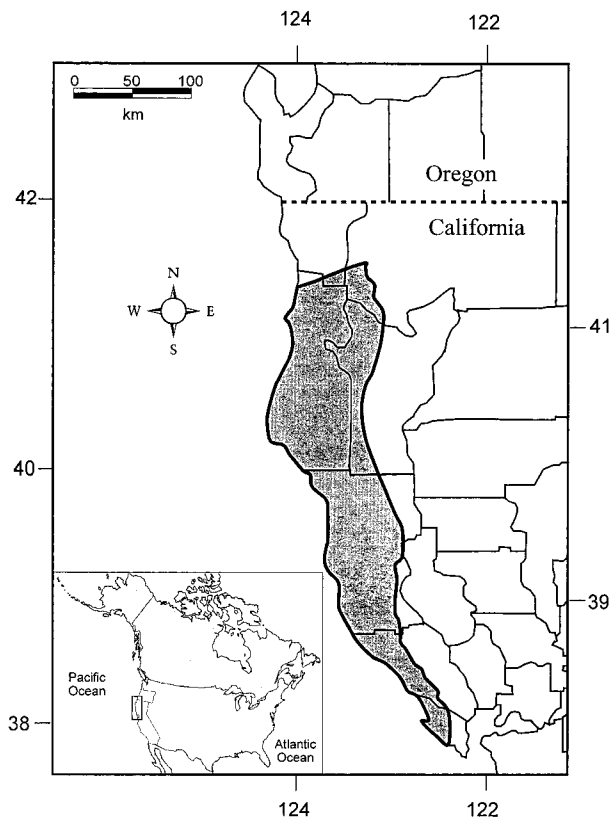 124 122
0 50 100
km
Oregon
42
California
N
W E
S
41
40
39
Pacific
Ocean
38
Atlantic
Ocean
124 122